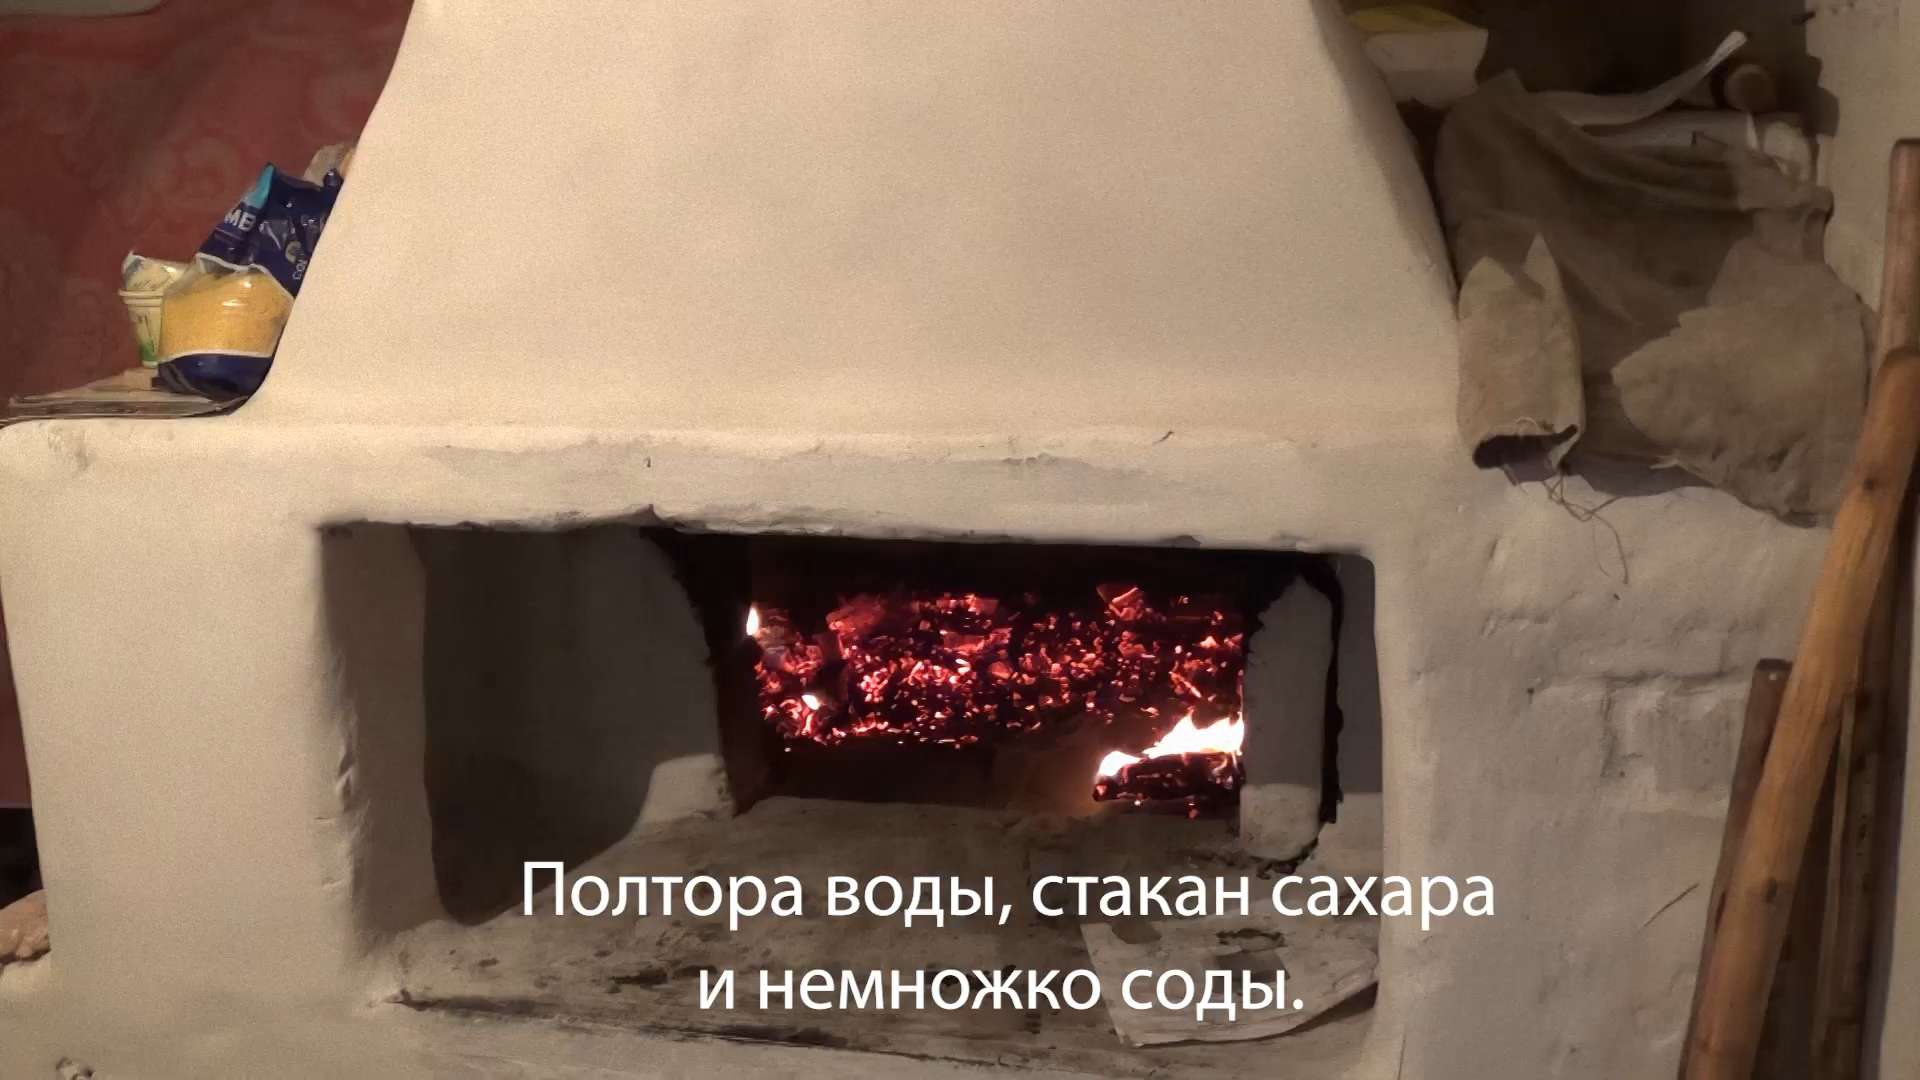 Полтора воды, стакан сахара
и немножко соды.